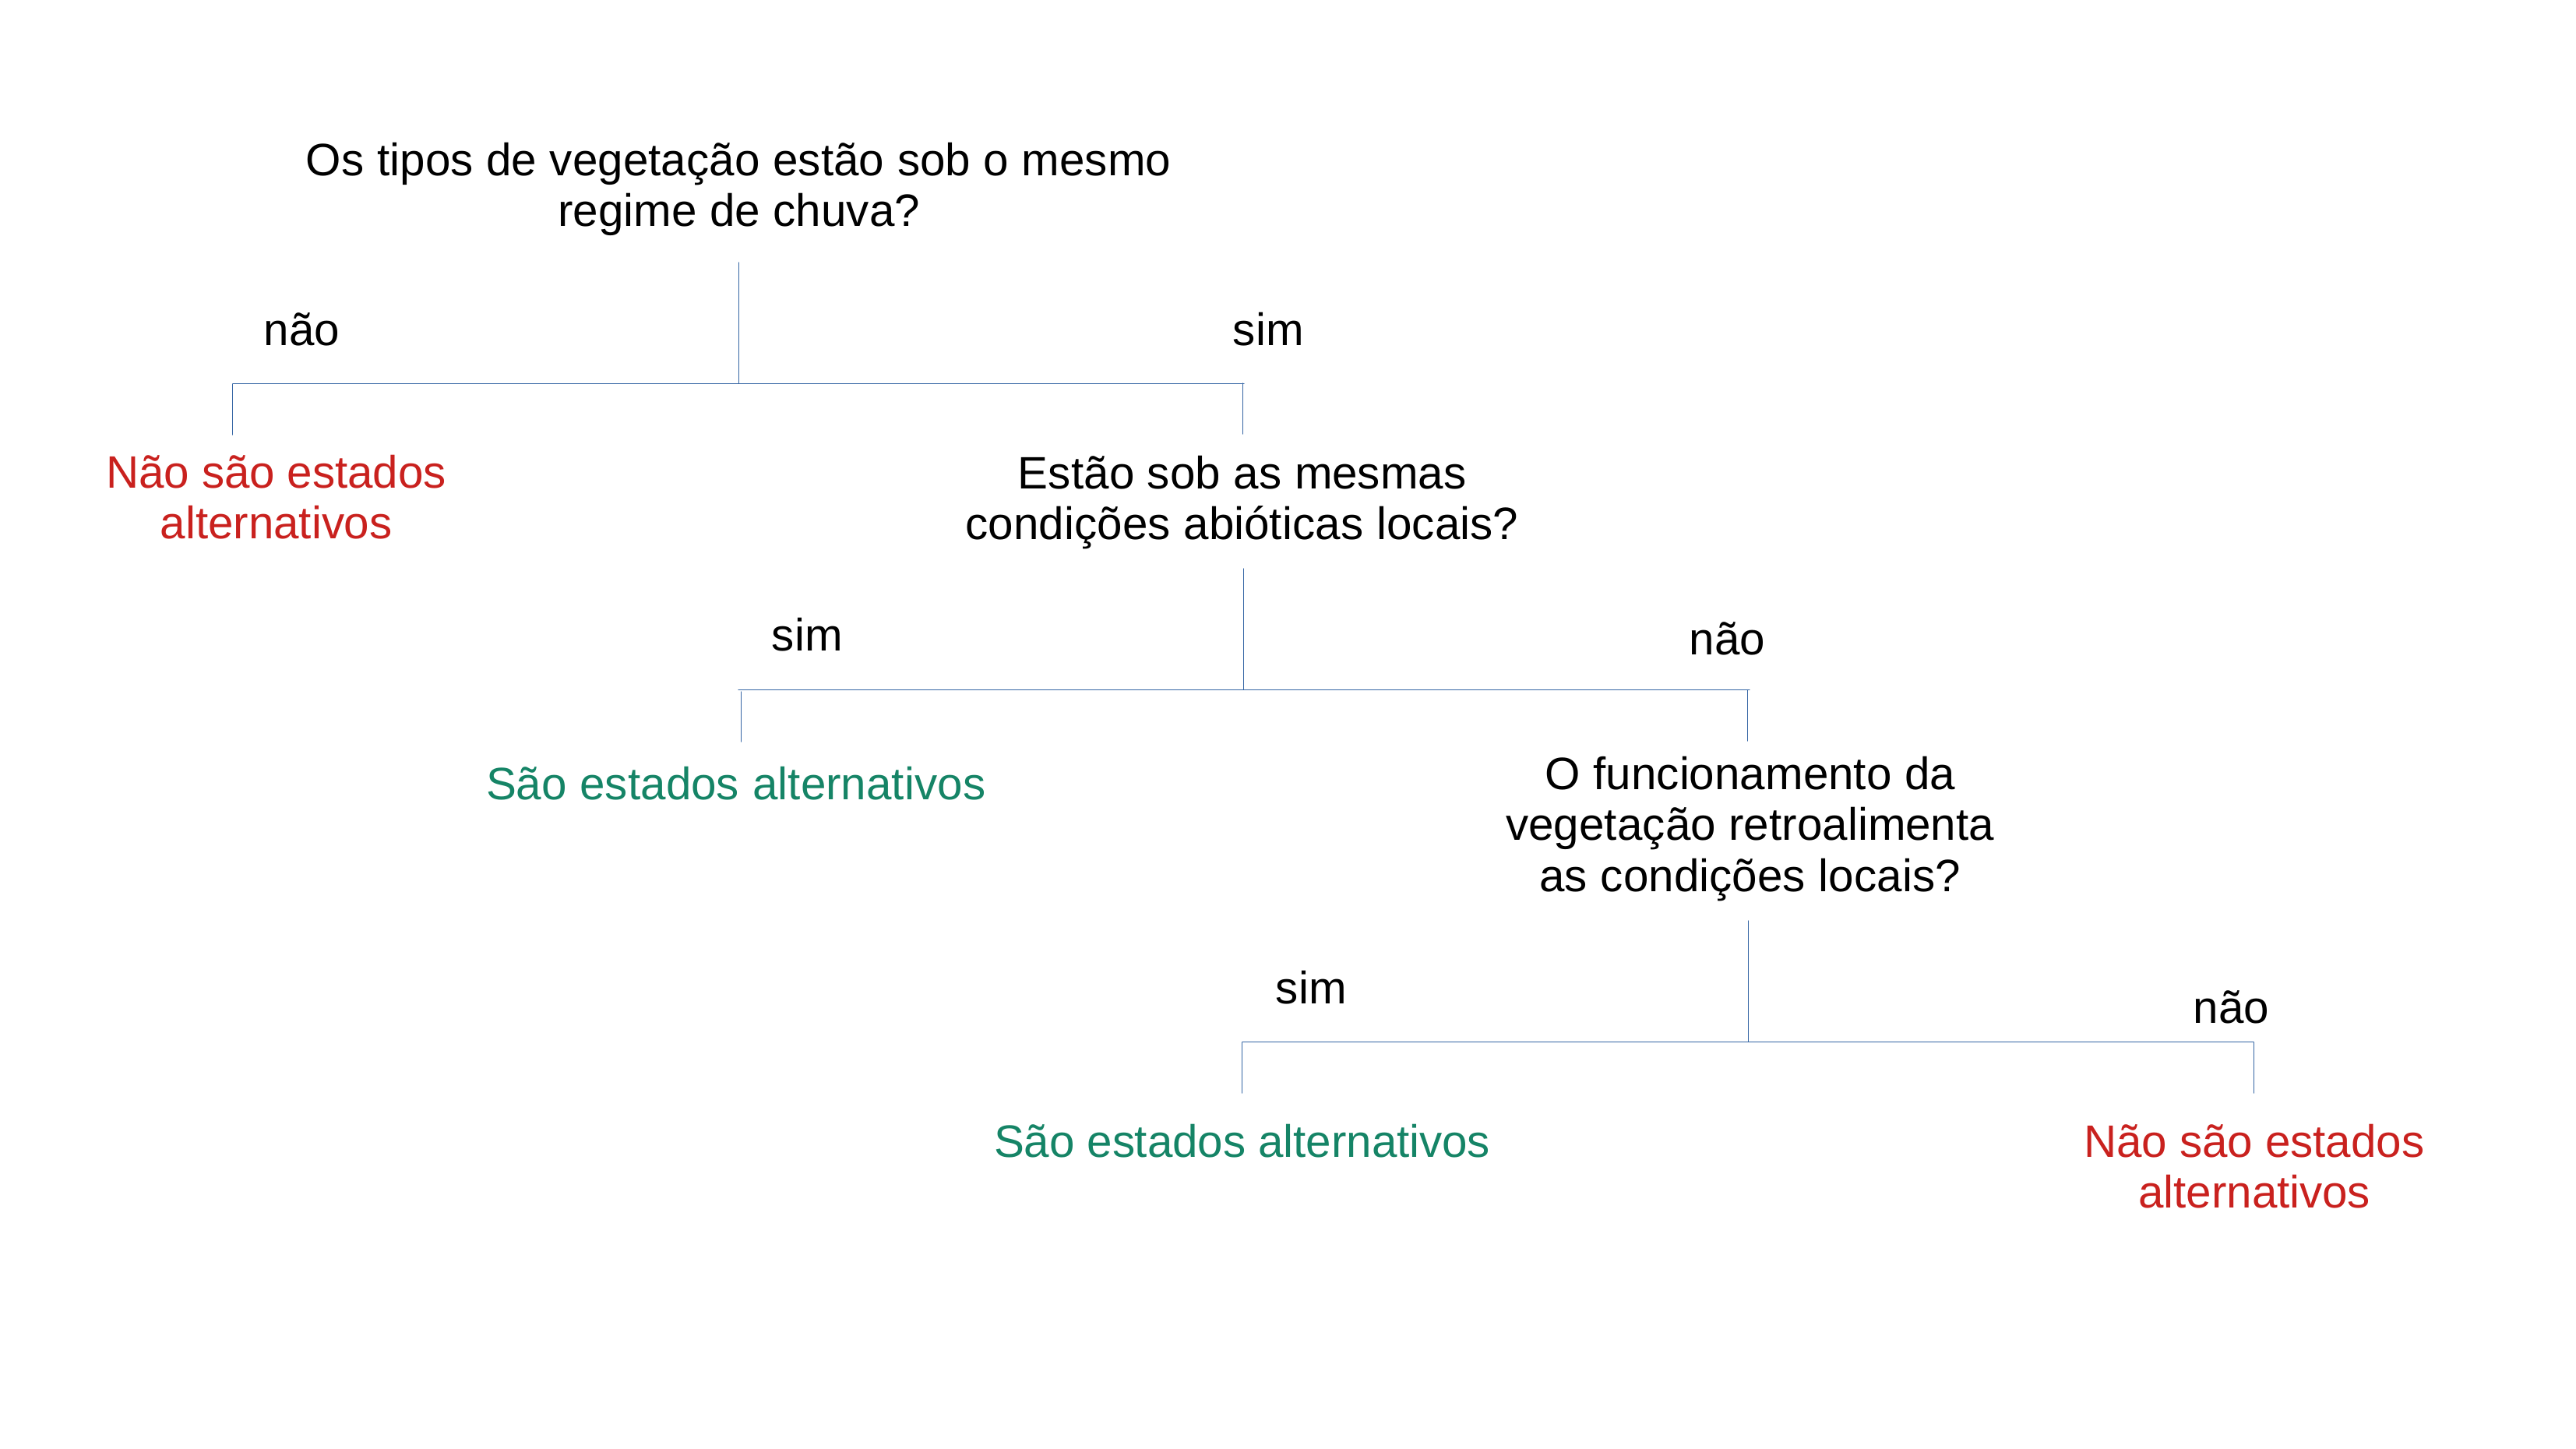 Os tipos de vegetação estão sob o mesmo
regime de chuva?
não
sim
Não são estados
alternativos
Estão sob as mesmas
condições abióticas locais?
sim
não
São estados alternativos
O funcionamento da
vegetação retroalimenta
as condições locais?
sim
não
São estados alternativos
Não são estados
alternativos